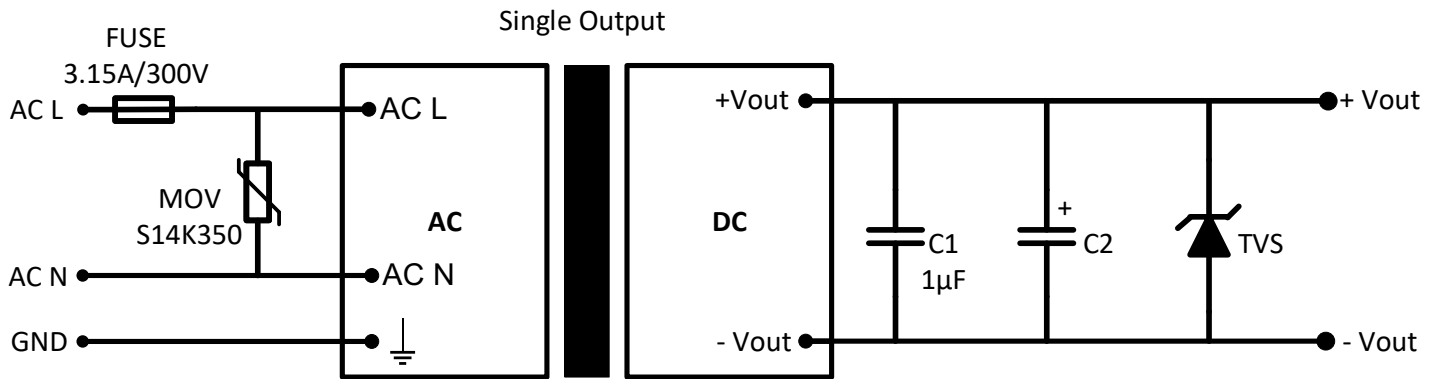 Single Output
FUSE
3.15A/300V
AC L
AC L
MOV
S14K350
AC N
AC N
GND
AC
DC
+Vout
- Vout
+
C1
1µF
C2
TVS
+ Vout
- Vout